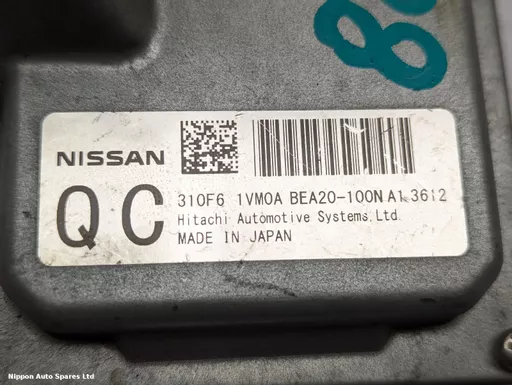 80
NISSAN
QC
310F6 1VM0A BEA20-100N A1 3612
Hitachi Automotive Systems,Ltd.
MADE IN JAPAN
Nippon Auto Spares Ltd